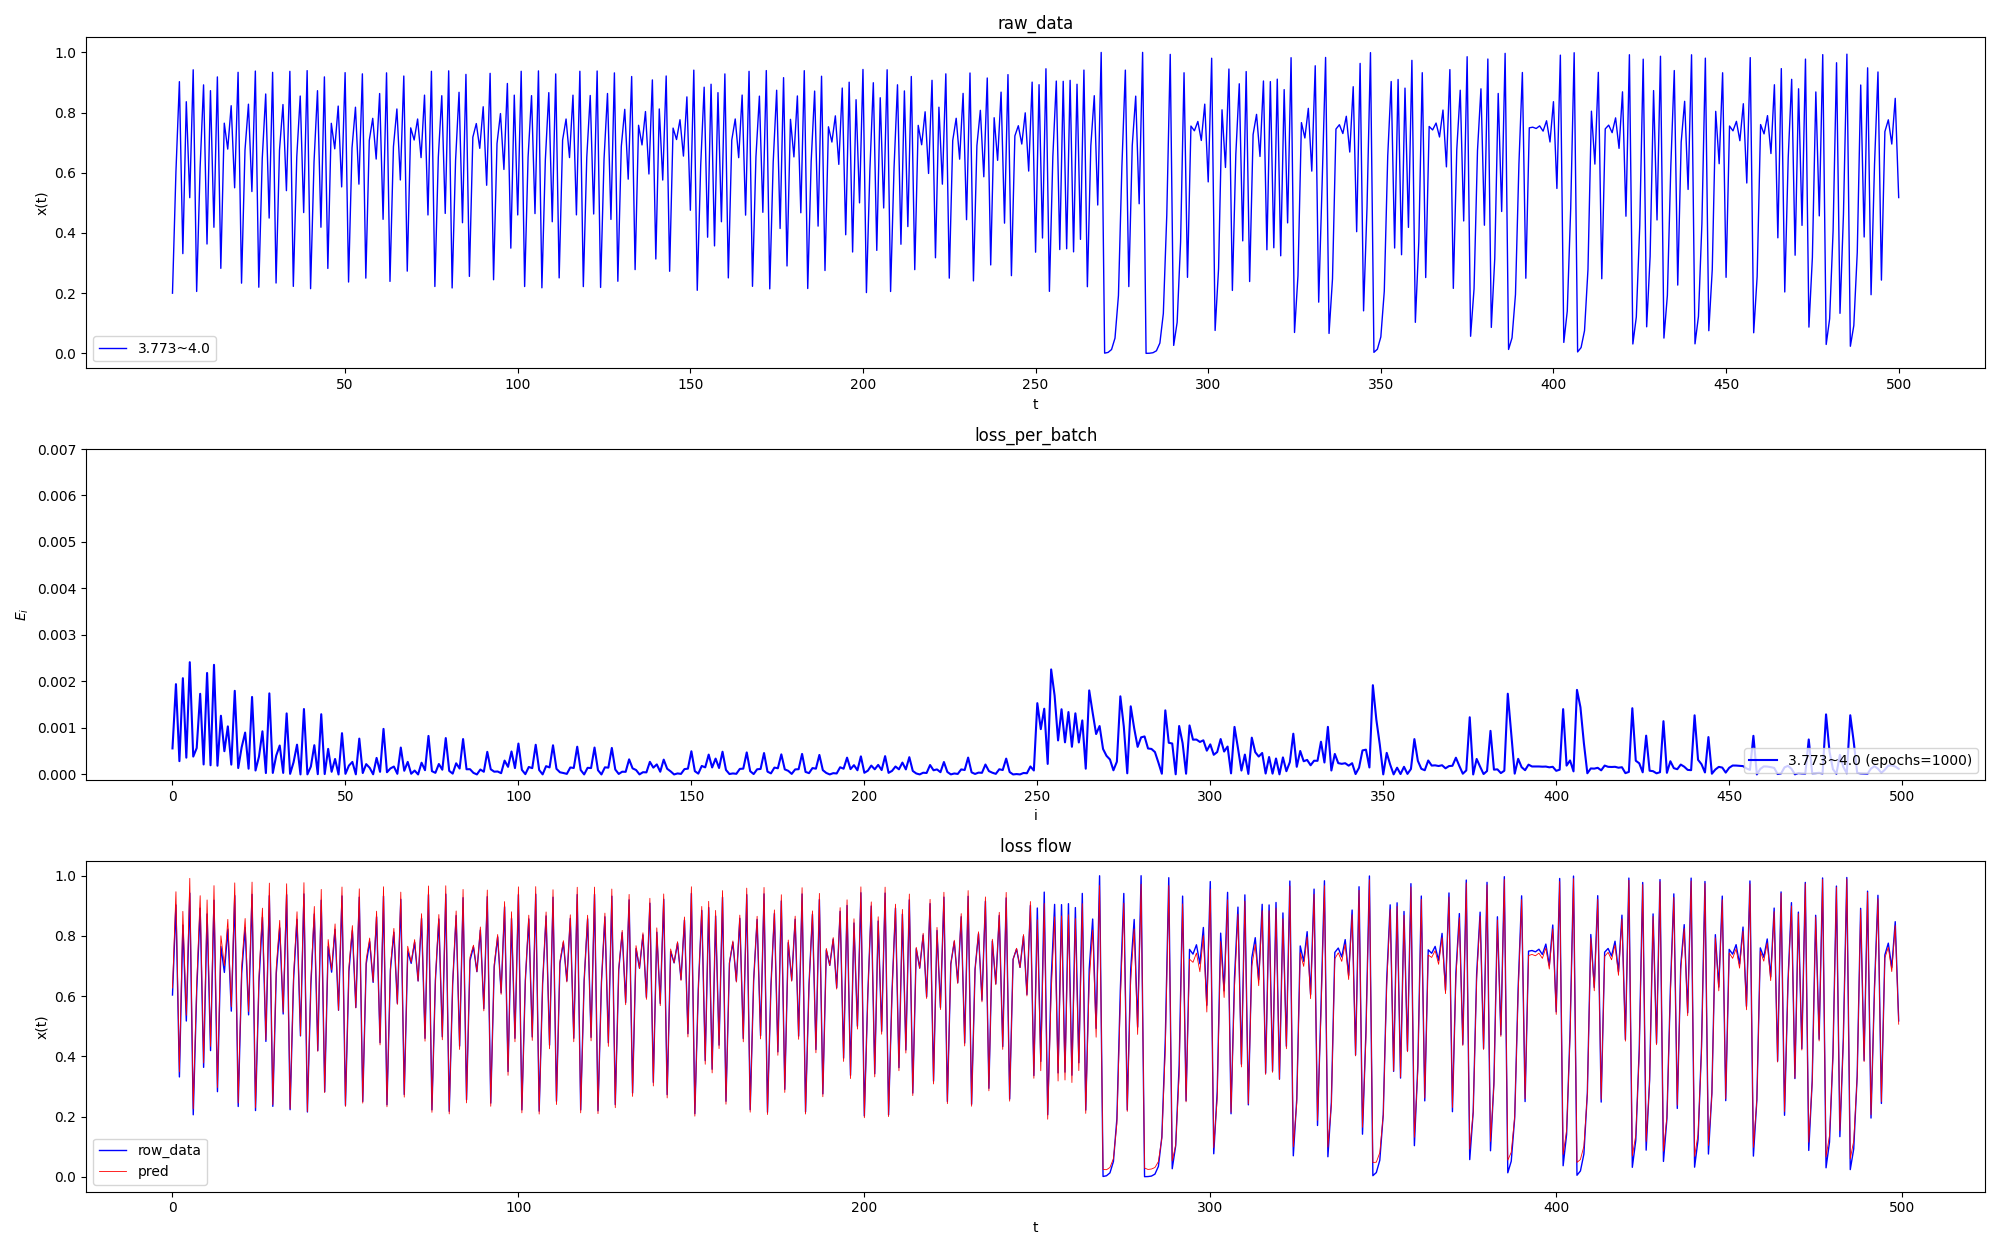 raw_data
1.0
0.8
0.6
0.4
0.2
0.0
x(t)
3.773~4.0
50 100 150 200 250 300 350 400 450 500
t
loss_per_batch
0.007
0.006
0.005
0.004
0.003
0.002
0.001
0.000
E_i
3.773~4.0 (epochs=1000)
0 50 100 150 200 250 300 350 400 450 500
i
loss flow
1.0
0.8
0.6
0.4
0.2
0.0
x(t)
row_data
pred
0 100 200 300 400 500
t